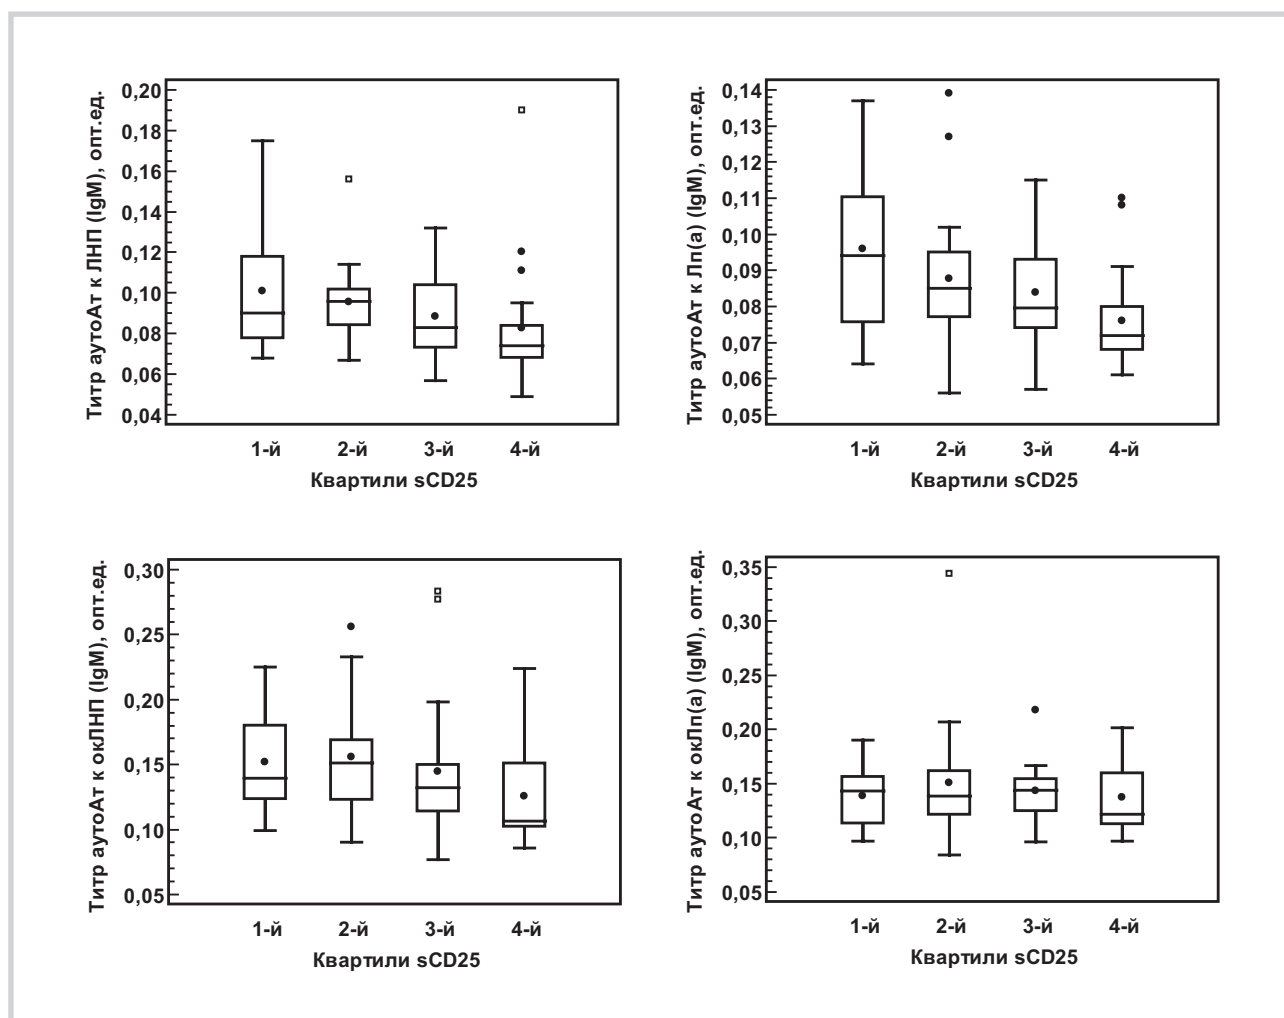 Титр аутоАт к ЛНП (IgM), опт.ед.
0,20
0,18
0,16
0,14
0,12
0,10
0,08
0,06
0,04
1-й 2-й 3-й 4-й
Квартили sCD25
Титр аутоАт к Лп(а) (IgM), опт.ед.
0,14
0,13
0,12
0,11
0,10
0,09
0,08
0,07
0,06
0,05
1-й 2-й 3-й 4-й
Квартили sCD25
Титр аутоАт к окЛНП (IgM), опт.ед.
0,30
0,25
0,20
0,15
0,10
0,05
1-й 2-й 3-й 4-й
Квартили sCD25
Титр аутоАт к окЛп(а) (IgM), опт.ед.
0,35
0,30
0,25
0,20
0,15
0,10
0,05
1-й 2-й 3-й 4-й
Квартили sCD25